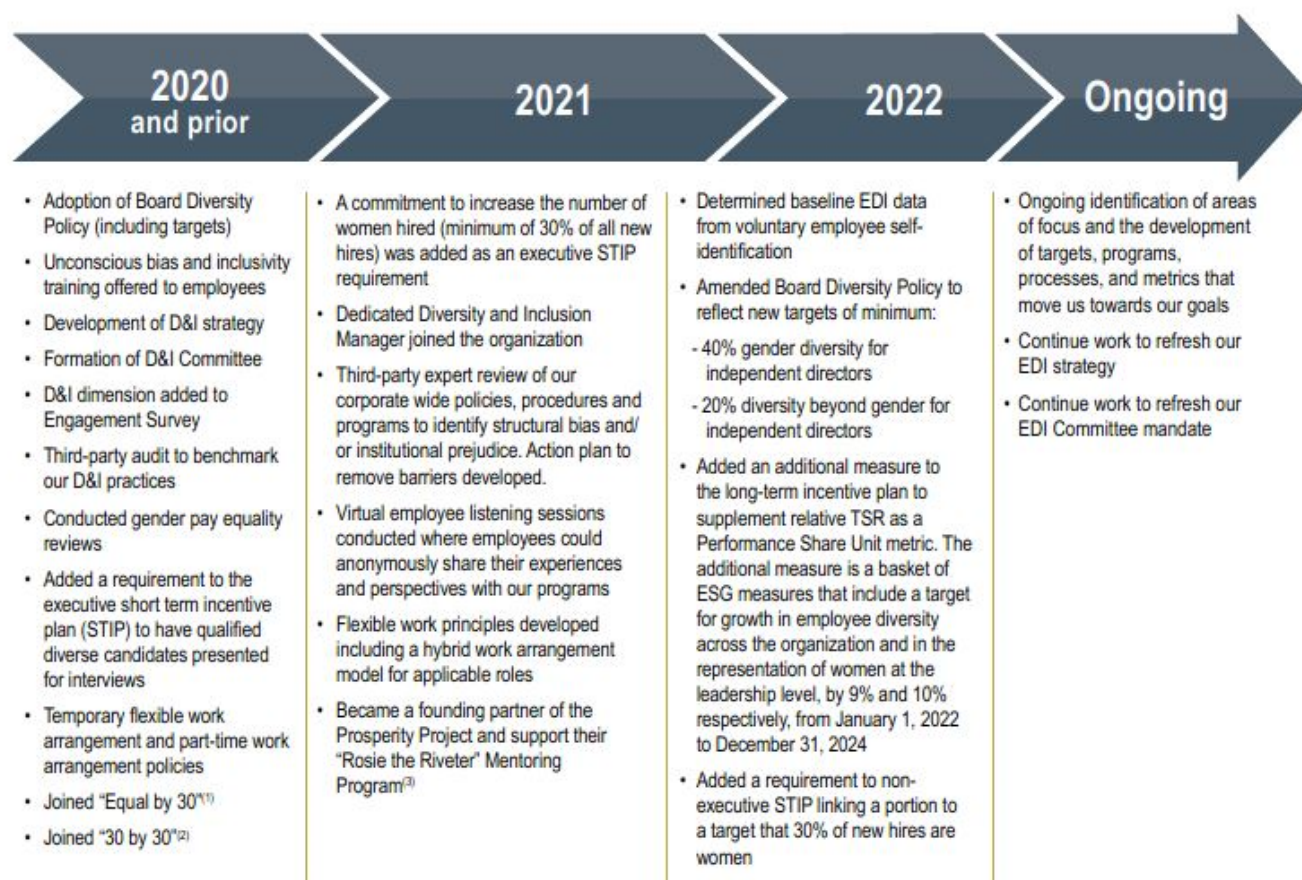 2020
and prior
2021
2022
Ongoing
• Adoption of Board Diversity
Policy (including targets)
• Unconscious bias and inclusivity
training offered to employees
• Development of D&I strategy
• Formation of D&I Committee
• D&I dimension added to
Engagement Survey
• Third-party audit to benchmark
our D&I practices
• Conducted gender pay equality
reviews
• Added a requirement to the
executive short term incentive
plan (STIP) to have qualified
diverse candidates presented
for interviews
• Temporary flexible work
arrangement and part-time work
arrangement policies
• Joined “Equal by 30”(1)
• Joined “30 by 30”(2)
• A commitment to increase the number of
women hired (minimum of 30% of all new
hires) was added as an executive STIP
requirement
• Dedicated Diversity and Inclusion
Manager joined the organization
• Third-party expert review of our
corporate wide policies, procedures and
programs to identify structural bias and/
or institutional prejudice. Action plan to
remove barriers developed.
• Virtual employee listening sessions
conducted where employees could
anonymously share their experiences
and perspectives with our programs
• Flexible work principles developed
including a hybrid work arrangement
model for applicable roles
• Became a founding partner of the
Prosperity Project and support their
“Rosie the Riveter” Mentoring
Program(3)
• Determined baseline EDI data
from voluntary employee self-
identification
• Amended Board Diversity Policy to
reflect new targets of minimum:
- 40% gender diversity for
independent directors
- 20% diversity beyond gender for
independent directors
• Added an additional measure to
the long-term incentive plan to
supplement relative TSR as a
Performance Share Unit metric. The
additional measure is a basket of
ESG measures that include a target
for growth in employee diversity
across the organization and in the
representation of women at the
leadership level, by 9% and 10%
respectively, from January 1, 2022
to December 31, 2024
• Added a requirement to non-
executive STIP linking a portion to
a target that 30% of new hires are
women
• Ongoing identification of areas
of focus and the development
of targets, programs,
processes, and metrics that
move us towards our goals
• Continue work to refresh our
EDI strategy
• Continue work to refresh our
EDI Committee mandate